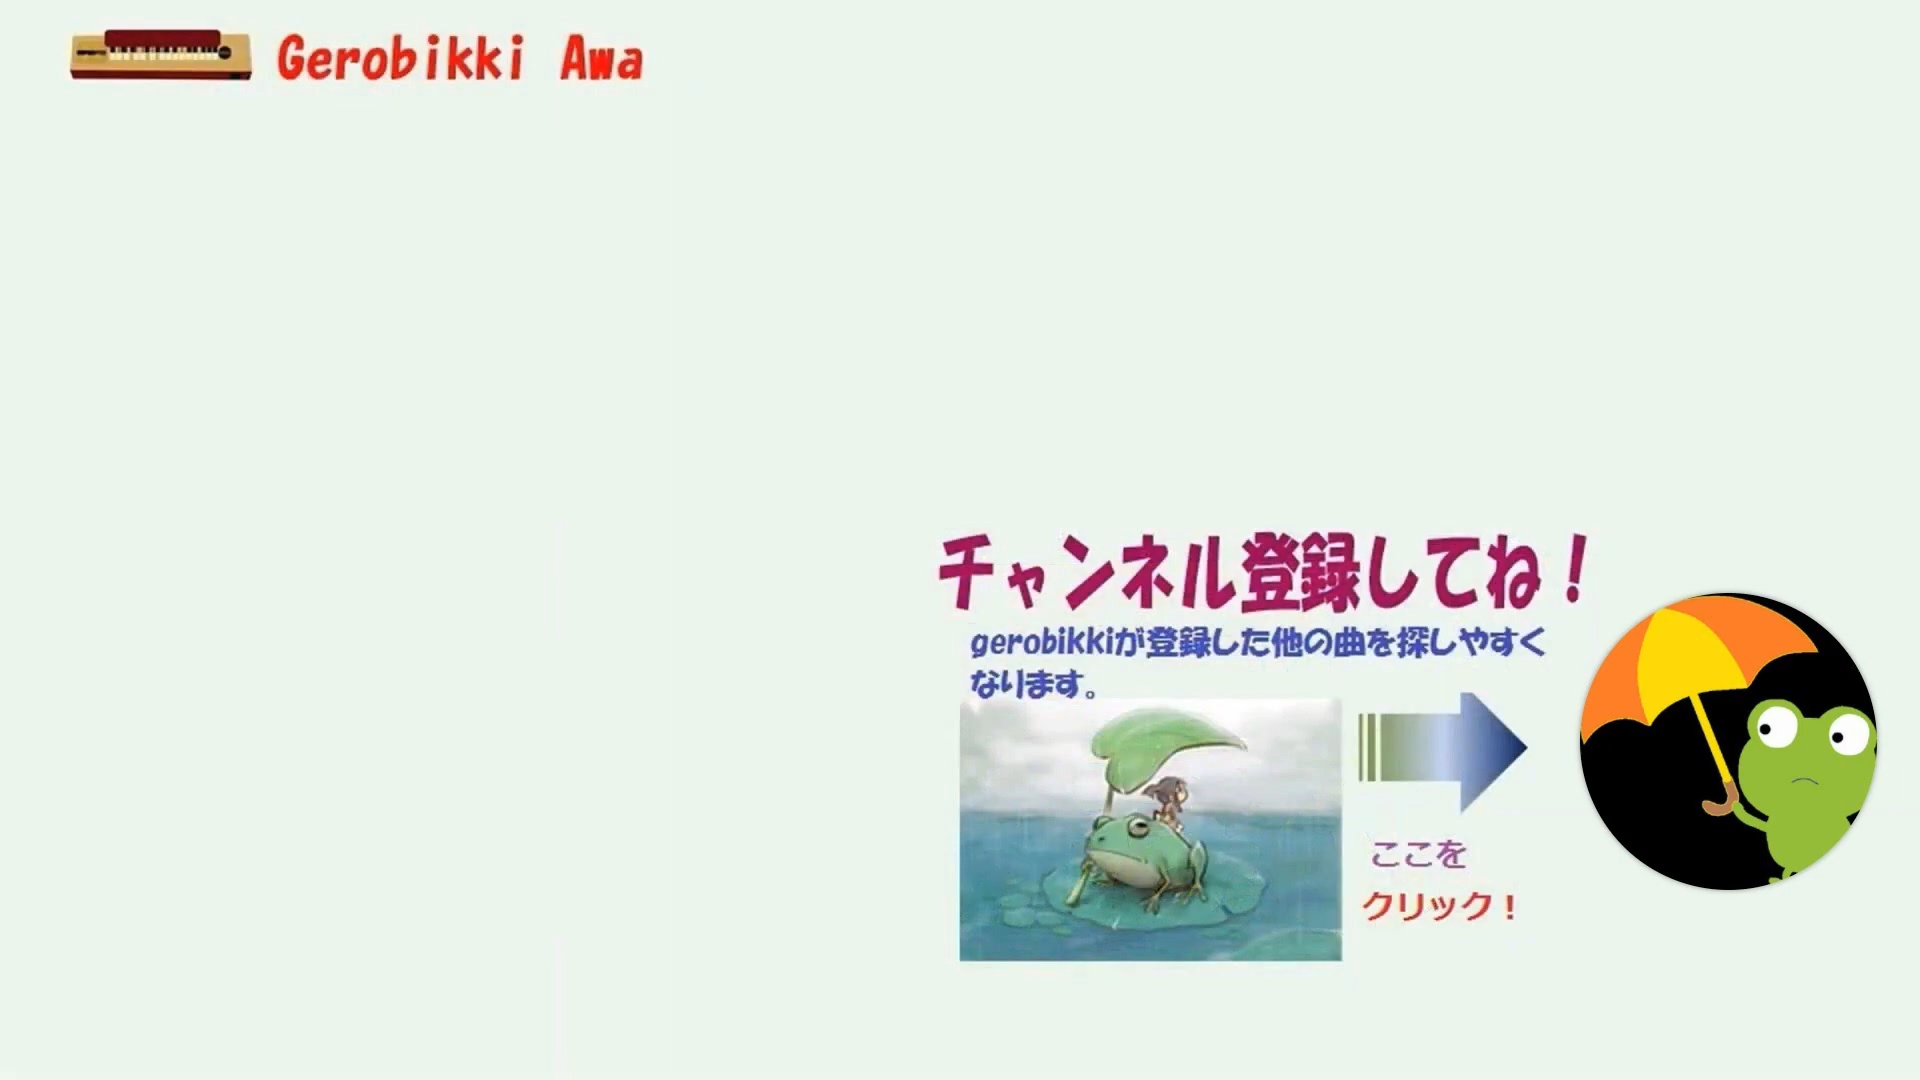 Gerobikki Awa
チャンネル登録してね！
gerobikkiが登録した他の曲を探しやすく
なります。
ここを
クリック！